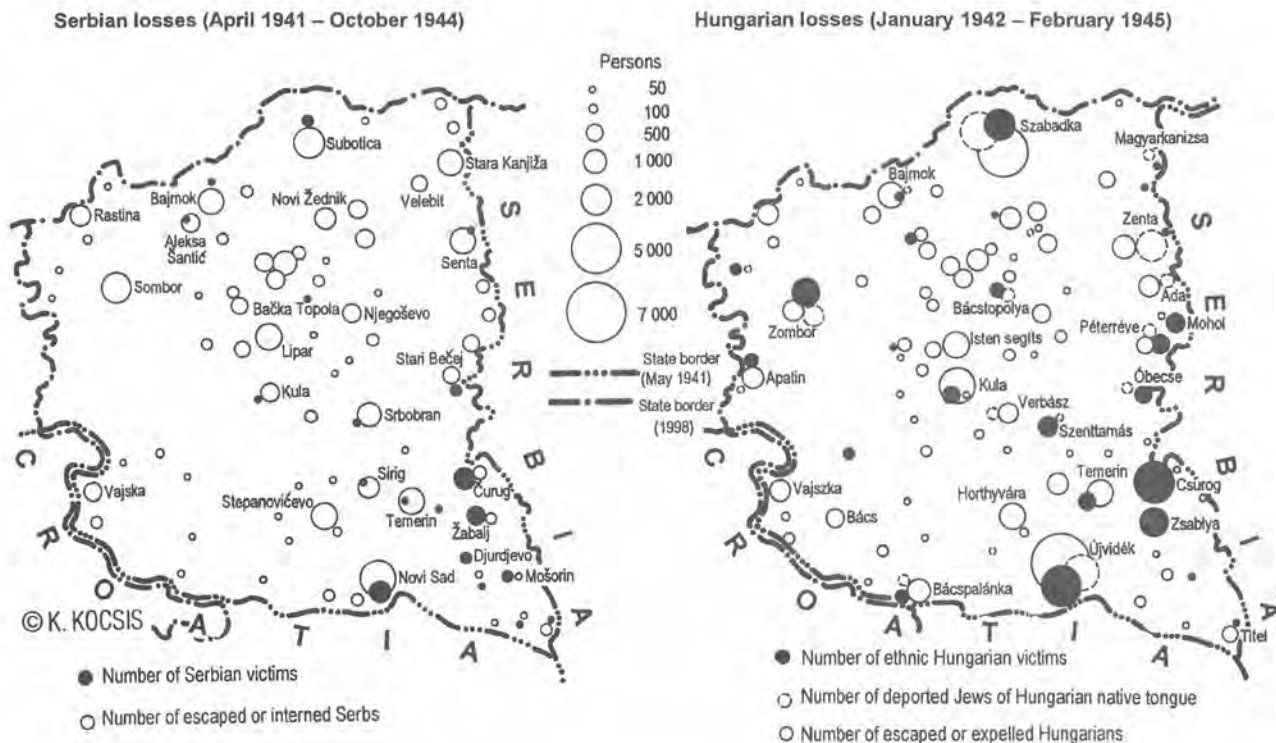 Serbian losses (April 1941 – October 1944)
Hungarian losses (January 1942 – February 1945)
Persons
50
100
500
1 000
2 000
5 000
7 000
State border
(May 1941)
State border
(1998)
Subotica
Stara Kanjiža
Bajmok
Novi Žednik
Velebit
Rastina
Aleksa
Šantić
Senta
Sombor
Bačka Topola
Njegoševo
Lipar
Stari Bečej
Kula
Srbobran
Sirig
Vajska
Stepanovićevo
Temerin
Čurug
Žabalj
Djurdjevo
Novi Sad
Mošorin
S E R B I A
C R O A T I A
© K. KOCSIS
Number of Serbian victims
Number of escaped or interned Serbs
Szabadka
Magyarkanizsa
Bajmok
Zenta
Ada
Bácstopolya
Mohol
Zombor
Péterréve
Isten segíts
Apatin
Óbecse
Kula
Verbász
Szenttamás
Temerin
Csurog
Vajszka
Horthyvára
Bács
Zsablya
Újvidék
Bácspalánka
Titel
S E R B I A
C R O A T I A
Number of ethnic Hungarian victims
Number of deported Jews of Hungarian native tongue
Number of escaped or expelled Hungarians